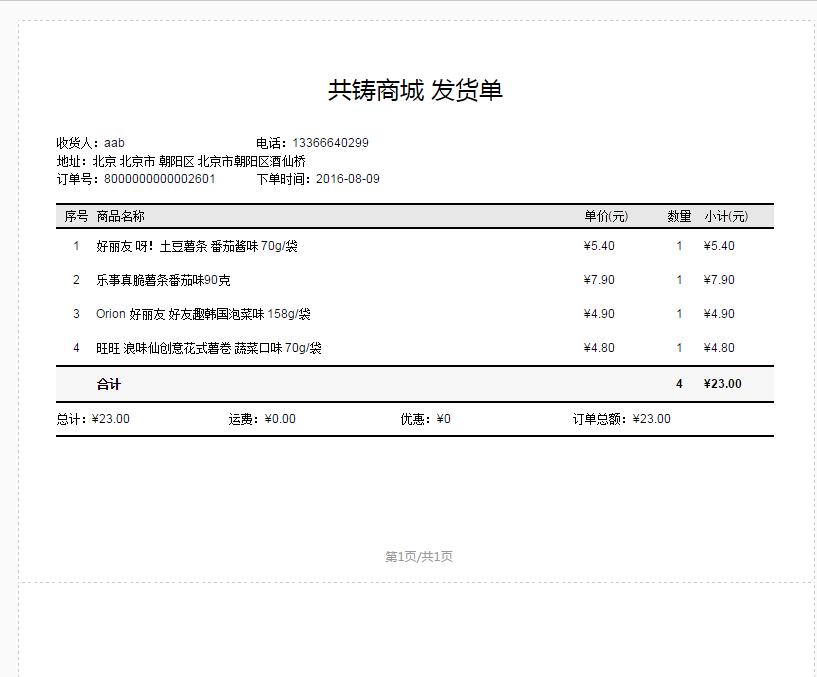 共铸商城 发货单
收货人：aab 电话：13366640299
地址：北京 北京市 朝阳区 北京市朝阳区酒仙桥
订单号：8000000000002601 下单时间：2016-08-09
序号 商品名称 单价(元) 数量 小计(元)
1 好丽友 呀！土豆薯条 番茄酱味 70g/袋 ¥5.40 1 ¥5.40
2 乐事真脆薯条番茄味90克 ¥7.90 1 ¥7.90
3 Orion 好丽友 好友趣韩国泡菜味 158g/袋 ¥4.90 1 ¥4.90
4 旺旺 浪味仙创意花式薯卷 蔬菜口味 70g/袋 ¥4.80 1 ¥4.80
合计 4 ¥23.00
总计：¥23.00 运费：¥0.00 优惠：¥0 订单总额：¥23.00
第1页/共1页